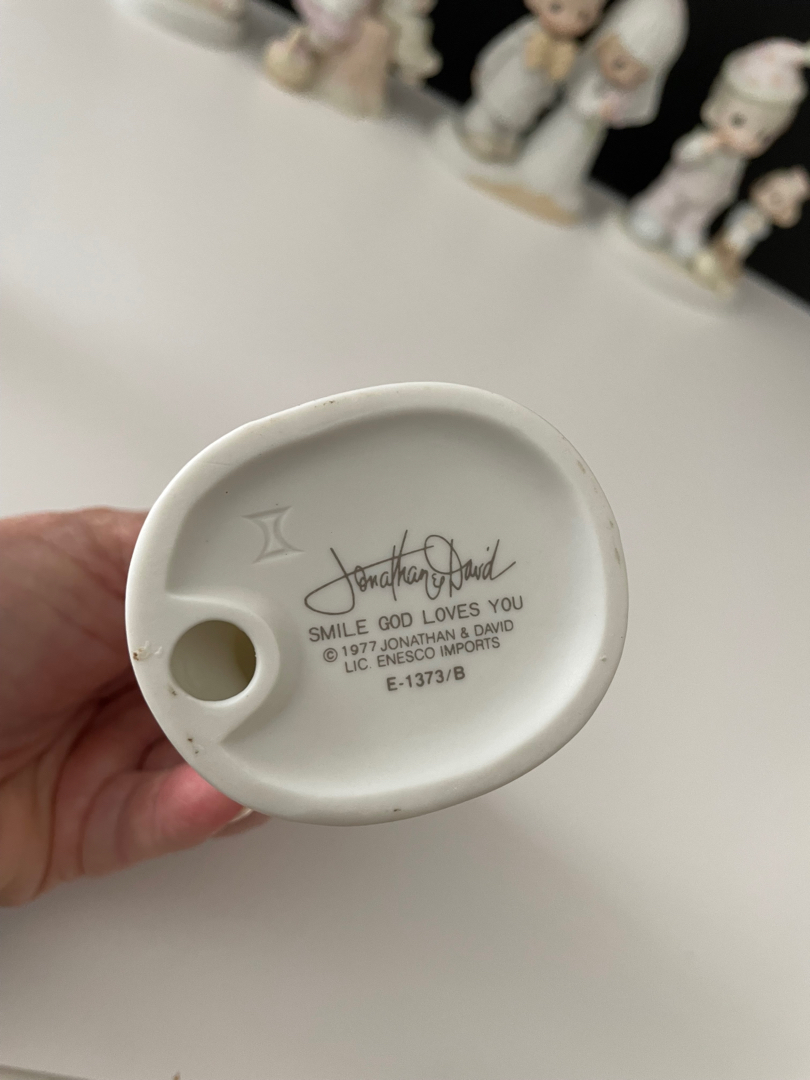 Jonathan & David
SMILE GOD LOVES YOU
© 1977 JONATHAN & DAVID
LIC. ENESCO IMPORTS
E-1373/B